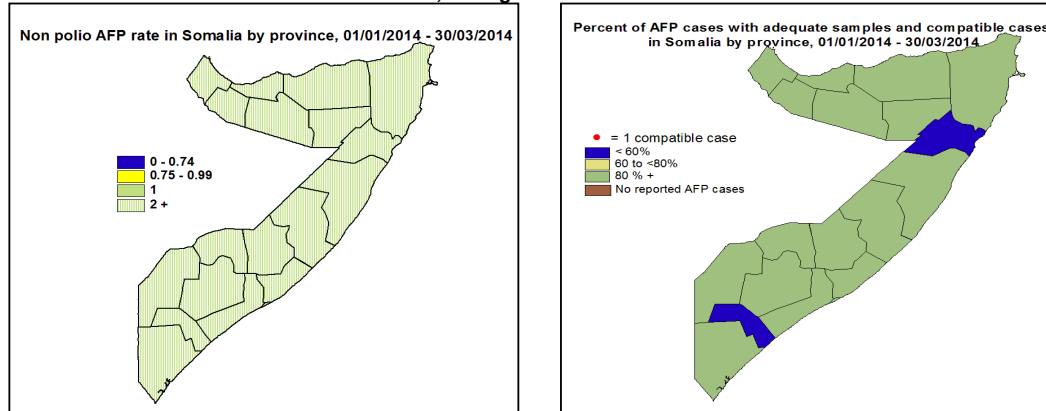 Non polio AFP rate in Somalia by province, 01/01/2014 - 30/03/2014
0 - 0.74
0.75 - 0.99
1
2 +
Percent of AFP cases with adequate samples and compatible cases
in Somalia by province, 01/01/2014 - 30/03/2014
= 1 compatible case
< 60%
60 to <80%
80 % +
No reported AFP cases